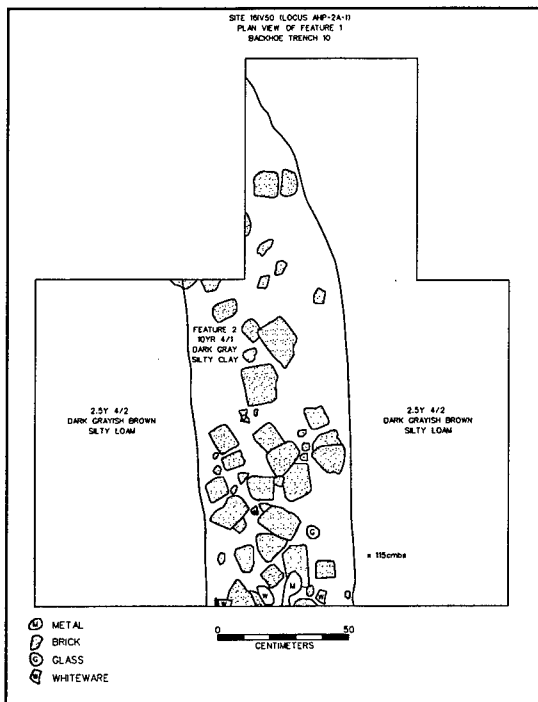 SITE 16IV50 (LOCUS AHP-2A-1)
PLAN VIEW OF FEATURE 1
BACKHOE TRENCH 10
FEATURE 2
10YR 4/1
DARK GRAY
SILTY CLAY
2.5Y 4/2
DARK GRAYISH BROWN
SILTY LOAM
2.5Y 4/2
DARK GRAYISH BROWN
SILTY LOAM
G
= 115cmbs
M
W
W
W
M METAL
BRICK
G GLASS
W WHITEWARE
0 50
CENTIMETERS